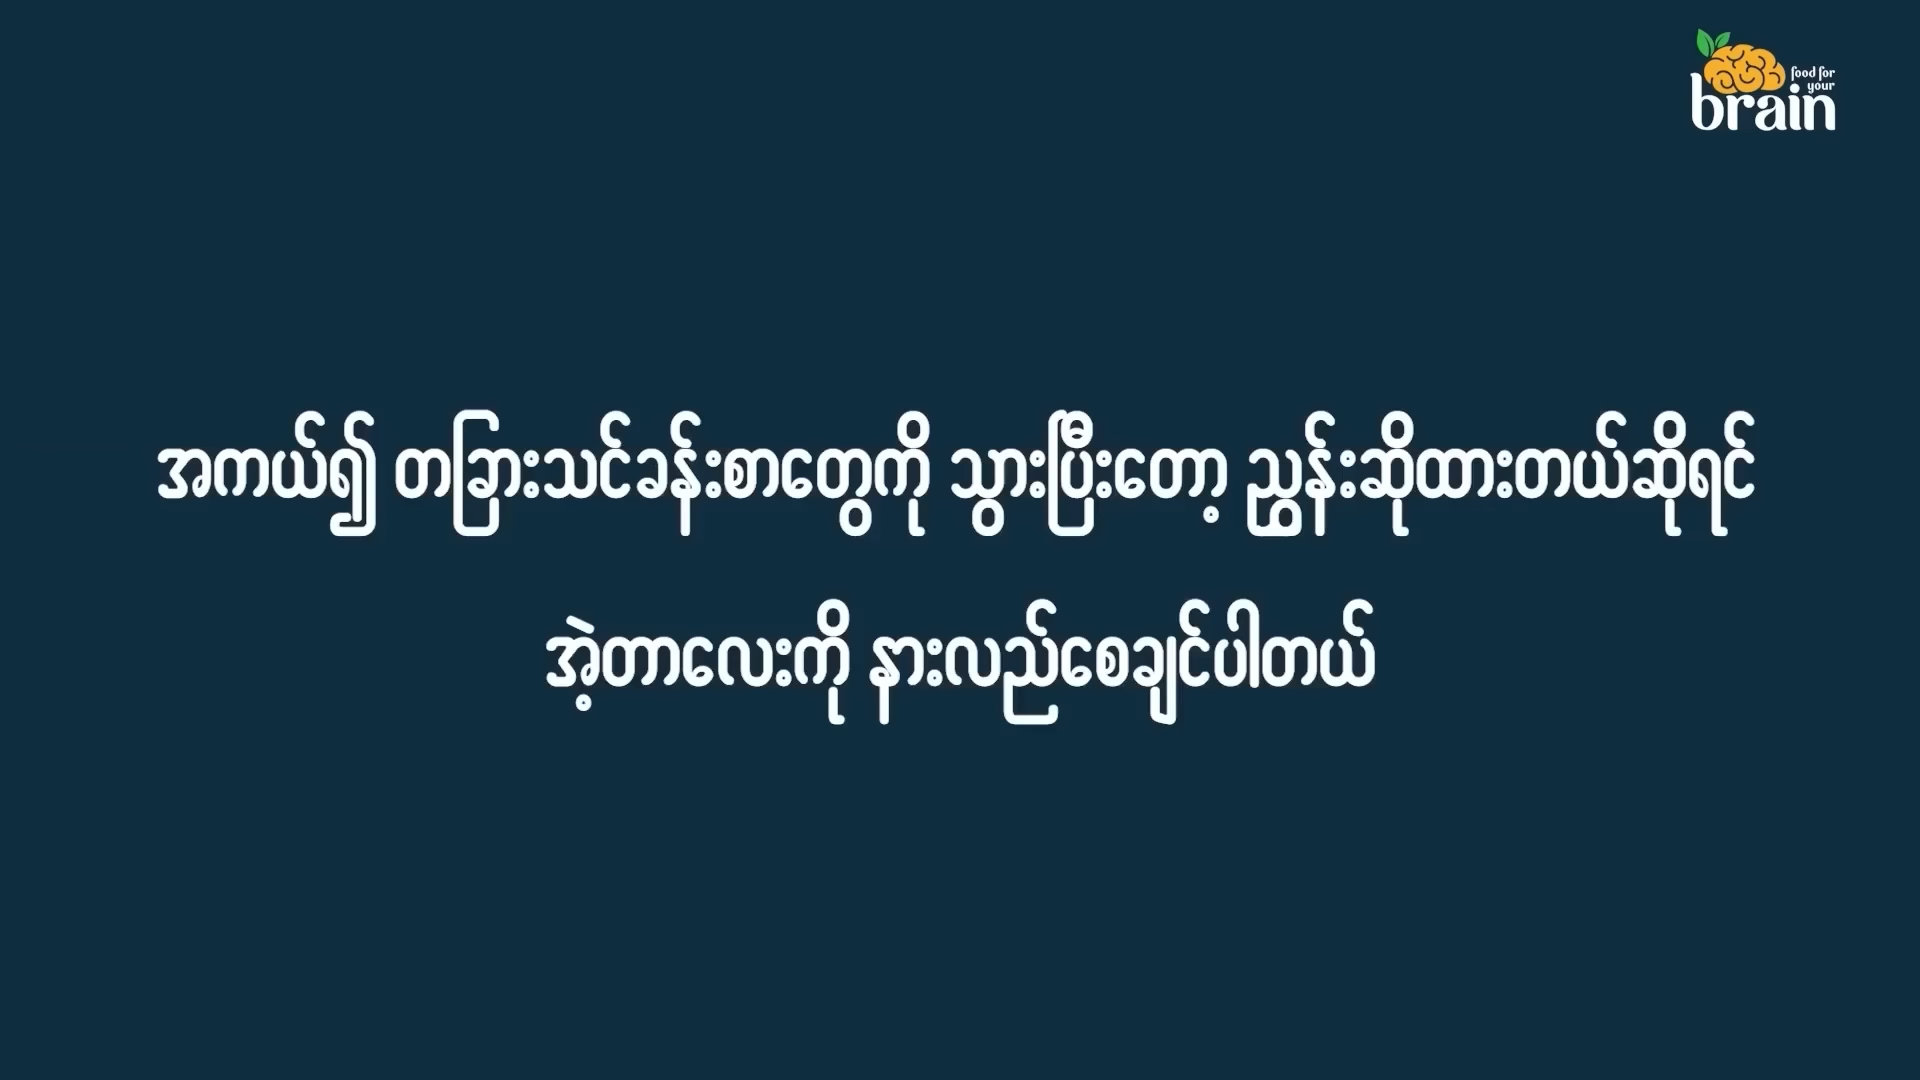 food for
your
brain
အကယ်၍ တခြားသင်ခန်းစာတွေကို သွားပြီးတော့ ညွှန်းဆိုထားတယ်ဆိုရင်
အဲ့တာလေးကို နားလည်စေချင်ပါတယ်